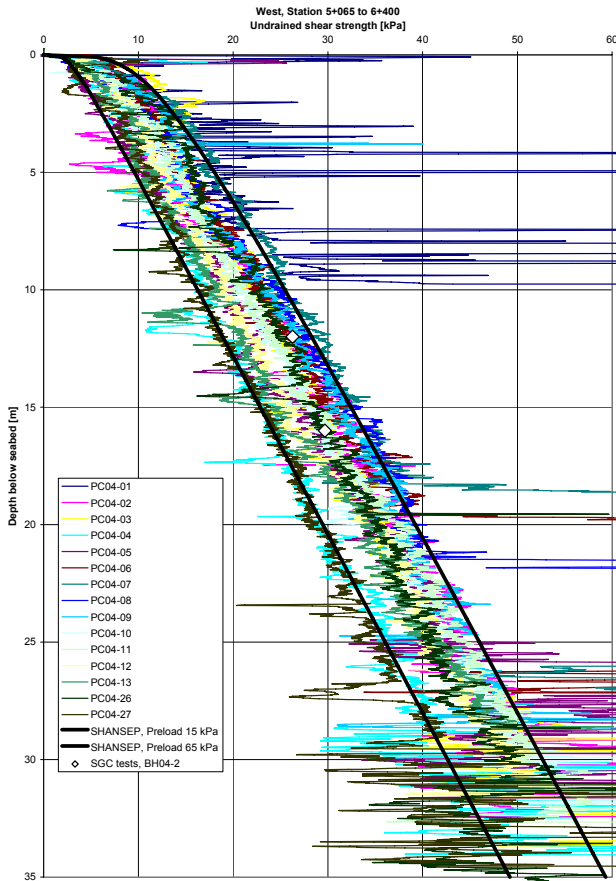 West, Station 5+065 to 6+400
Undrained shear strength [kPa]
0 10 20 30 40 50 60
0
5
10
15
20
25
30
35
Depth below seabed [m]
PC04-01
PC04-02
PC04-03
PC04-04
PC04-05
PC04-06
PC04-07
PC04-08
PC04-09
PC04-10
PC04-11
PC04-12
PC04-13
PC04-26
PC04-27
SHANSEP, Preload 15 kPa
SHANSEP, Preload 65 kPa
SGC tests, BH04-2